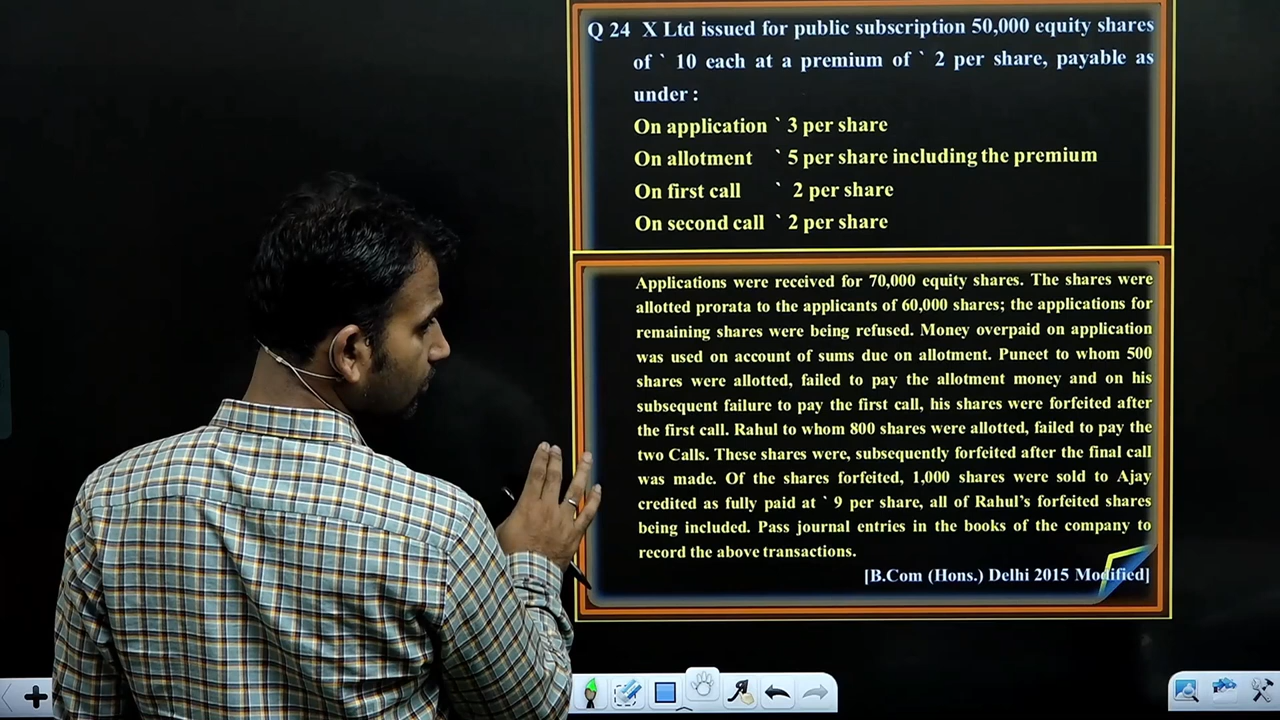 Q 24 X Ltd issued for public subscription 50,000 equity shares
of ` 10 each at a premium of ` 2 per share, payable as
under :
On application ` 3 per share
On allotment ` 5 per share including the premium
On first call ` 2 per share
On second call ` 2 per share
Applications were received for 70,000 equity shares. The shares were
allotted prorata to the applicants of 60,000 shares; the applications for
remaining shares were being refused. Money overpaid on application
was used on account of sums due on allotment. Puneet to whom 500
shares were allotted, failed to pay the allotment money and on his
subsequent failure to pay the first call, his shares were forfeited after
the first call. Rahul to whom 800 shares were allotted, failed to pay the
two Calls. These shares were, subsequently forfeited after the final call
was made. Of the shares forfeited, 1,000 shares were sold to Ajay
credited as fully paid at ` 9 per share, all of Rahul's forfeited shares
being included. Pass journal entries in the books of the company to
record the above transactions.
[B.Com (Hons.) Delhi 2015 Modified]